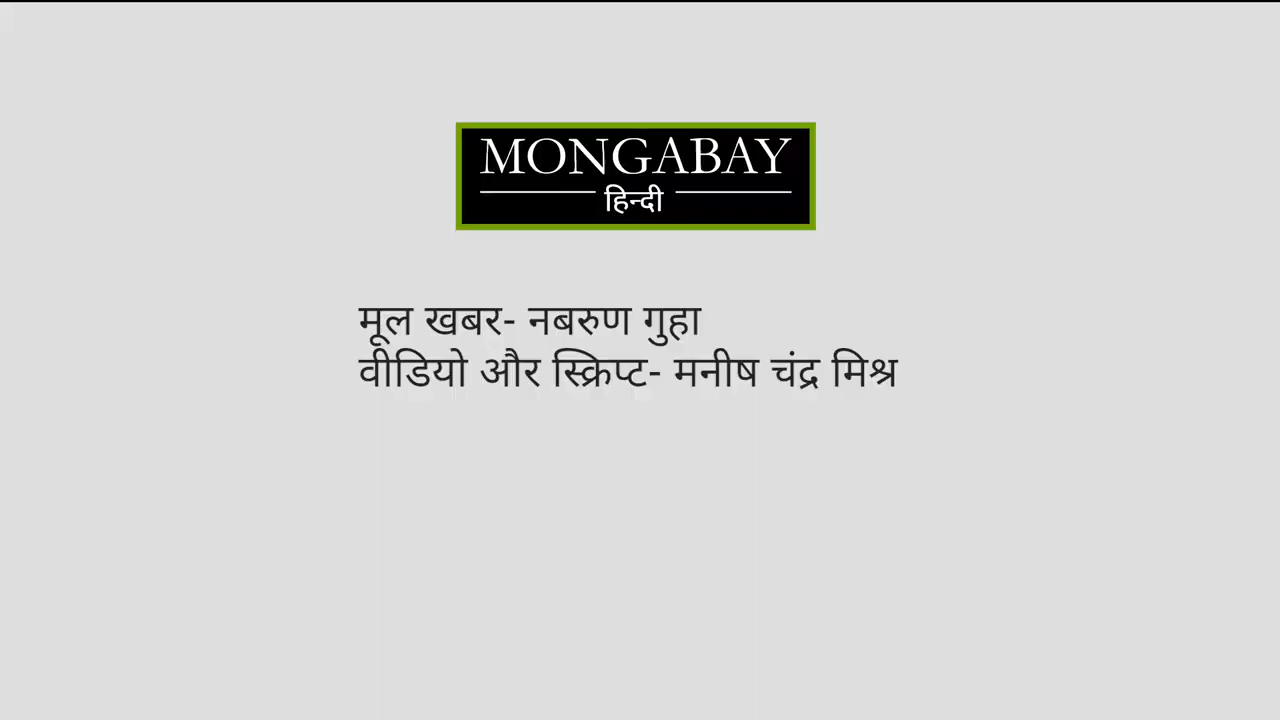 MONGABAY
हिन्दी
मूल खबर- नबरुण गुहा
वीडियो और स्क्रिप्ट- मनीष चंद्र मिश्र